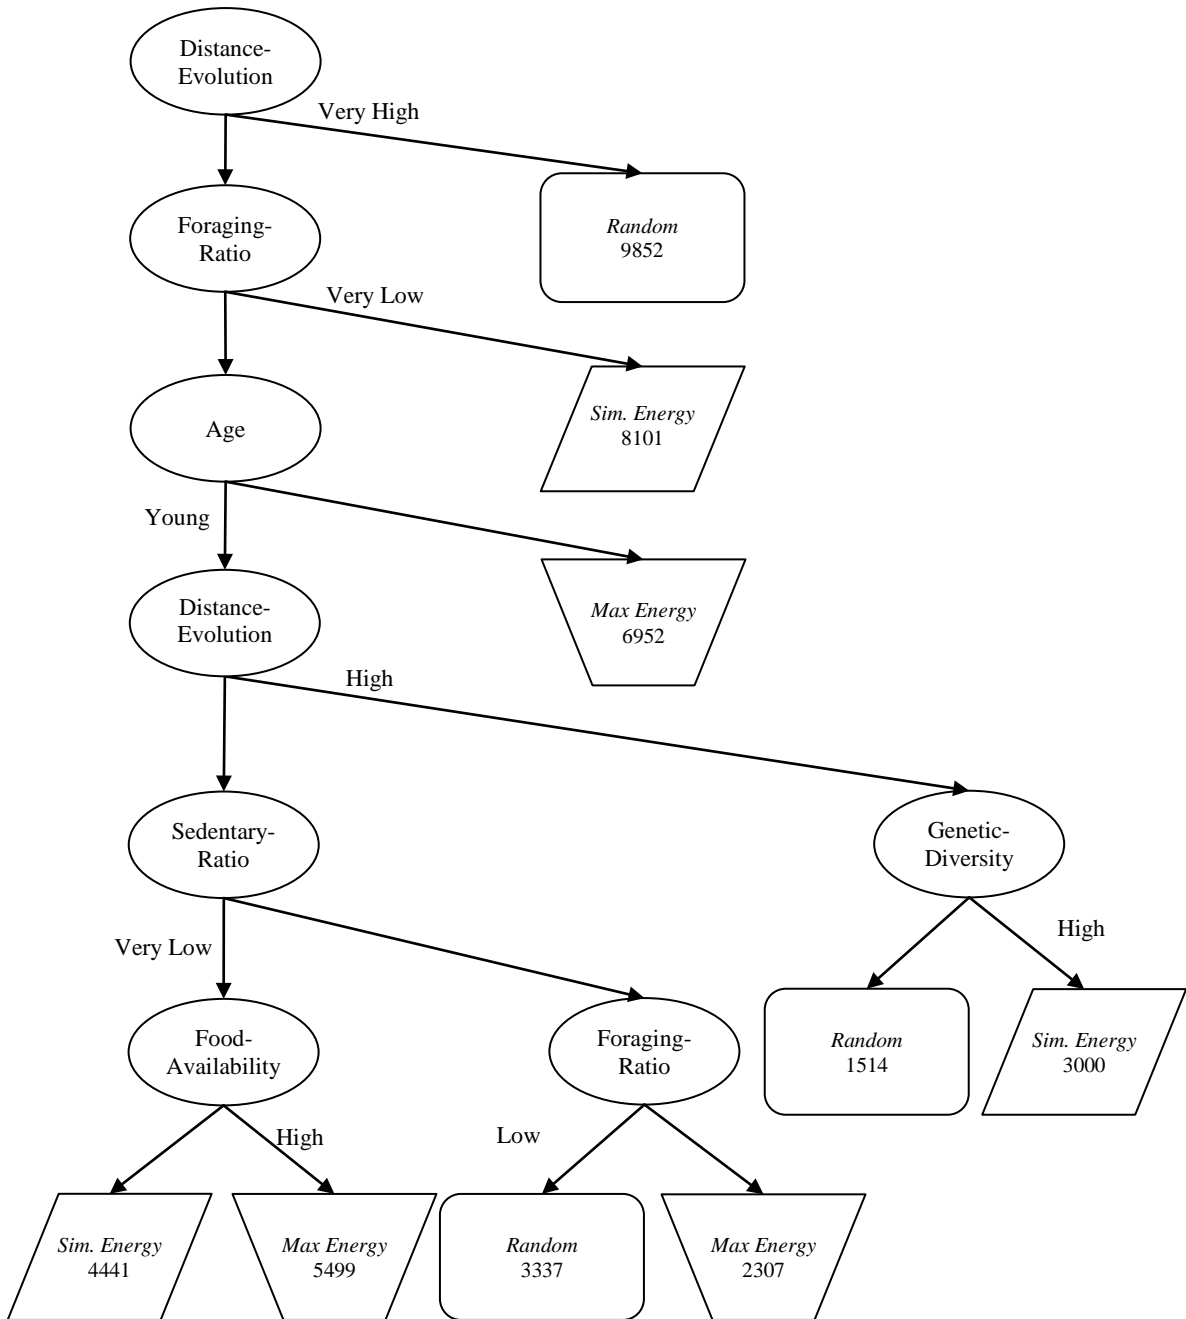 Distance-
Evolution
Very High
Foraging-
Ratio
Random
9852
Very Low
Age
Sim. Energy
8101
Young
Distance-
Evolution
Max Energy
6952
High
Sedentary-
Ratio
Genetic-
Diversity
Very Low
High
Food-
Availability
Foraging-
Ratio
Random
1514
Sim. Energy
3000
High
Low
Sim. Energy
4441
Max Energy
5499
Random
3337
Max Energy
2307